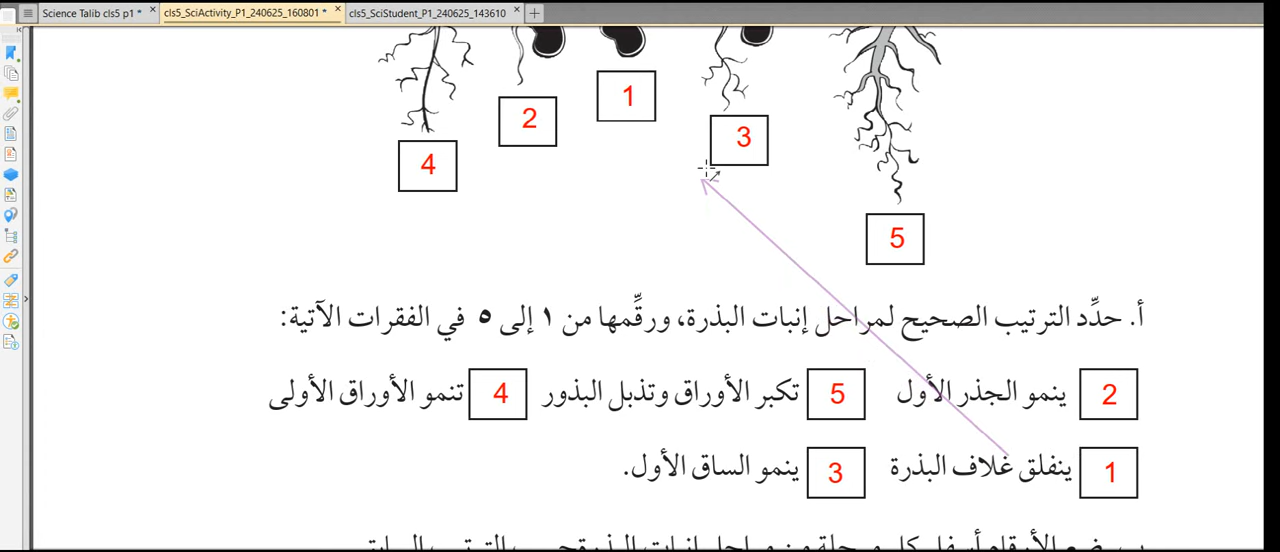 Science Talib cls5 p1 * cls5_SciActivity_P1_240625_160801 * cls5_SciStudent_P1_240625_143610
1
2
3
4
5
أ. حدِّد الترتيب الصحيح لمراحل إنبات البذرة، ورقِّمها من ١ إلى ٥ في الفقرات الآتية:
2 ينمو الجذر الأول 5 تكبر الأوراق وتذبل البذور 4 تنمو الأوراق الأولى
1 ينفلق غلاف البذرة 3 ينمو الساق الأول.